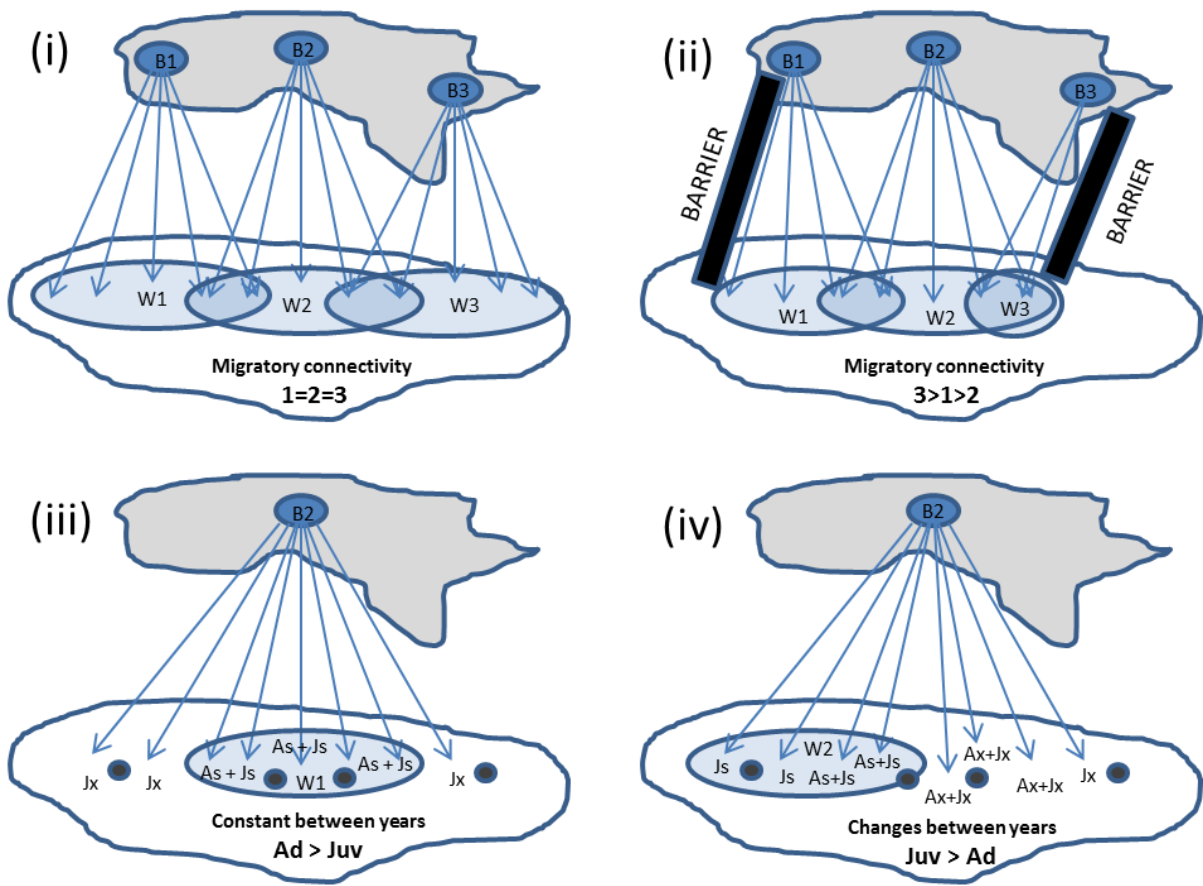 (i)
B1
B2
B3
W1
W2
W3
Migratory connectivity
1=2=3
(ii)
B1
B2
B3
BARRIER
BARRIER
W1
W2
W3
Migratory connectivity
3>1>2
(iii)
B2
As + Js
As + Js
As + Js
W1
Jx
Jx
Jx
Constant between years
Ad > Juv
(iv)
B2
W2
Js
Js
As+Js
As+Js
Ax+Jx
Ax+Jx
Ax+Jx
Jx
Changes between years
Juv > Ad